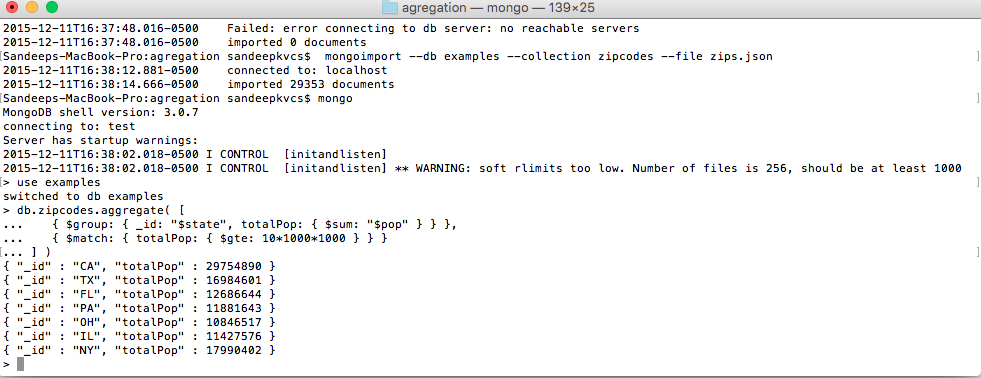 agregation — mongo — 139×25
2015-12-11T16:37:48.016-0500    Failed: error connecting to db server: no reachable servers
2015-12-11T16:37:48.016-0500    imported 0 documents
[Sandeeps-MacBook-Pro:agregation sandeepkvcs$  mongoimport --db examples --collection zipcodes --file zips.json ]
2015-12-11T16:38:12.881-0500    connected to: localhost
2015-12-11T16:38:14.666-0500    imported 29353 documents
[Sandeeps-MacBook-Pro:agregation sandeepkvcs$ mongo ]
MongoDB shell version: 3.0.7
connecting to: test
Server has startup warnings:
2015-12-11T16:38:02.018-0500 I CONTROL  [initandlisten]
2015-12-11T16:38:02.018-0500 I CONTROL  [initandlisten] ** WARNING: soft rlimits too low. Number of files is 256, should be at least 1000
[> use examples ]
switched to db examples
> db.zipcodes.aggregate( [
...    { $group: { _id: "$state", totalPop: { $sum: "$pop" } } },
...    { $match: { totalPop: { $gte: 10*1000*1000 } } }
[... ] ) ]
{ "_id" : "CA", "totalPop" : 29754890 }
{ "_id" : "TX", "totalPop" : 16984601 }
{ "_id" : "FL", "totalPop" : 12686644 }
{ "_id" : "PA", "totalPop" : 11881643 }
{ "_id" : "OH", "totalPop" : 10846517 }
{ "_id" : "IL", "totalPop" : 11427576 }
{ "_id" : "NY", "totalPop" : 17990402 }
>